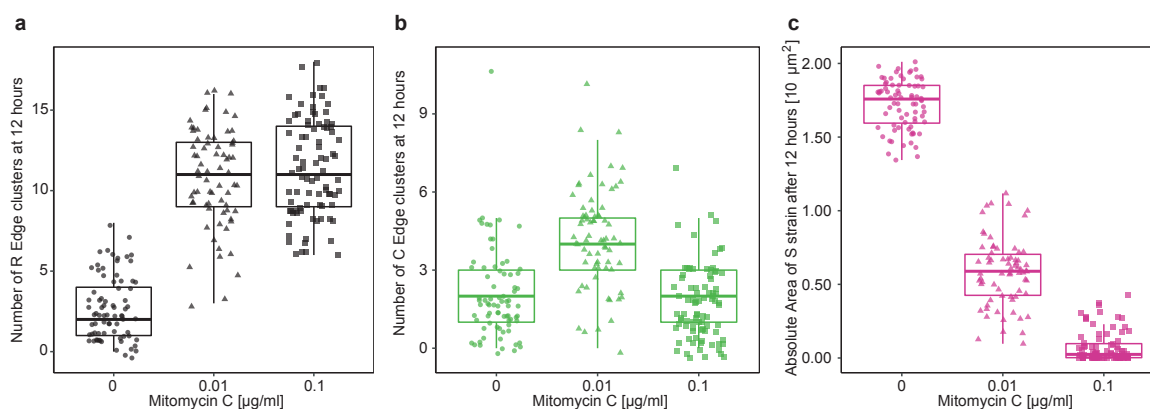 a
Number of R Edge clusters at 12 hours
15
10
5
0
0
0.01
0.1
Mitomycin C [µg/ml]
b
Number of C Edge clusters at 12 hours
9
6
3
0
0
0.01
0.1
Mitomycin C [µg/ml]
c
Absolute Area of S strain after 12 hours [10 µm²]
2.00
1.50
1.00
0.50
0.00
0
0.01
0.1
Mitomycin C [µg/ml]